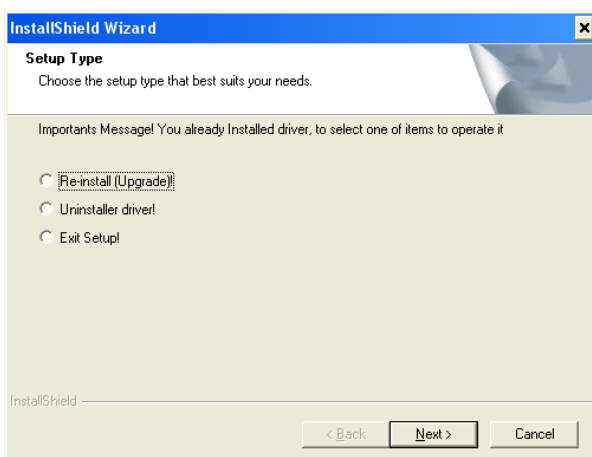 InstallShield Wizard
Setup Type
Choose the setup type that best suits your needs.
Importants Message! You already Installed driver, to select one of items to operate it
Re-install (Upgrade)!
Uninstaller driver!
Exit Setup!
InstallShield
< Back Next > Cancel